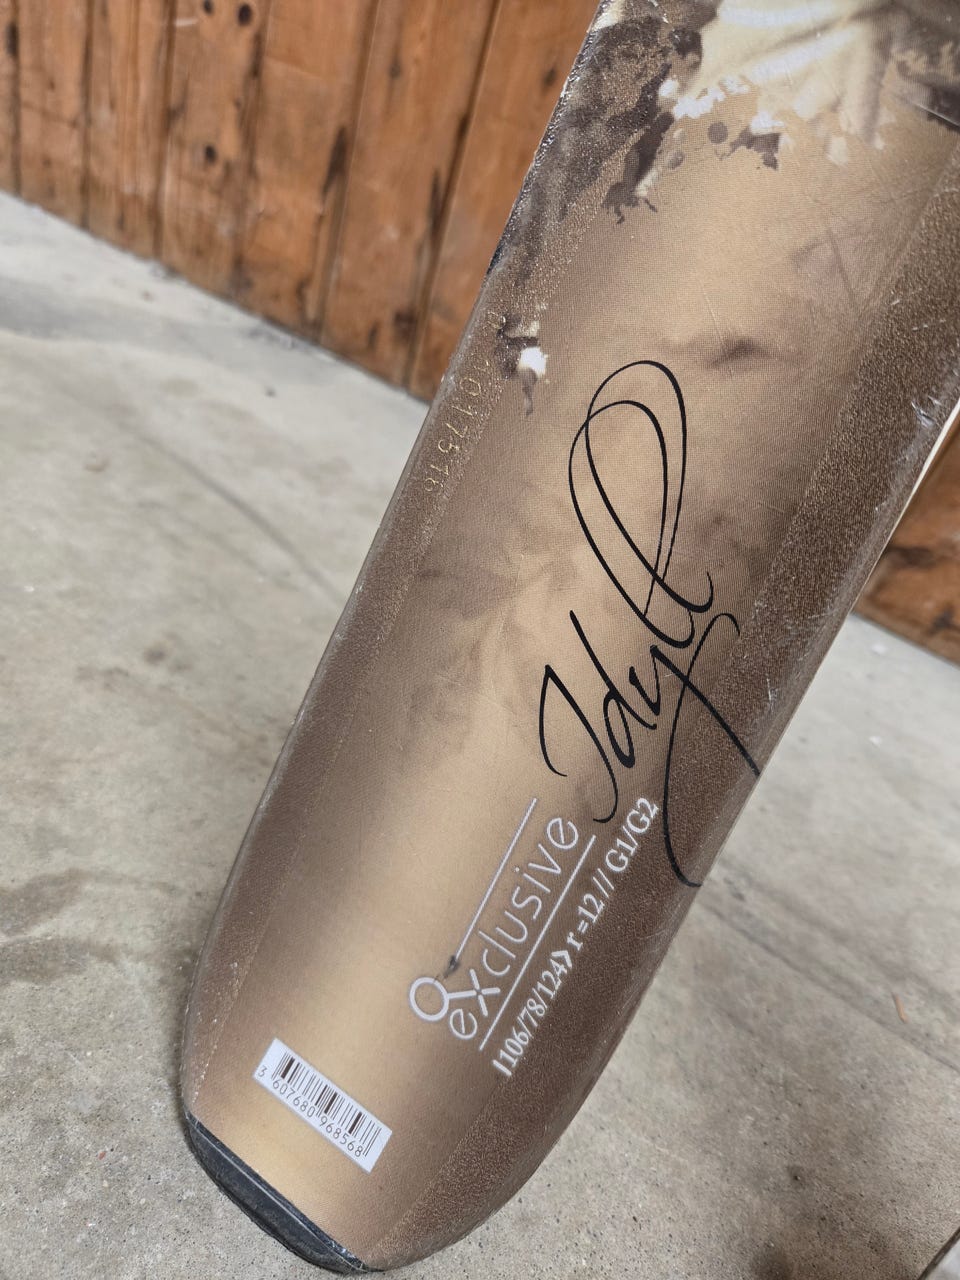 Idyll
exclusive
[106/78/124> r =12 // G1/G2
3 607680 968568